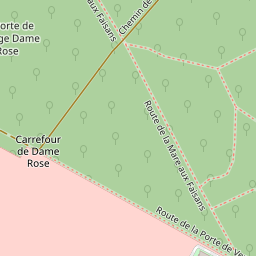 orte de
ge Dame
Rose
aux Faisans
Chemin de
Route de la Mare aux Faisans
Carrefour
de Dame
Rose
Route de la Porte de Ve